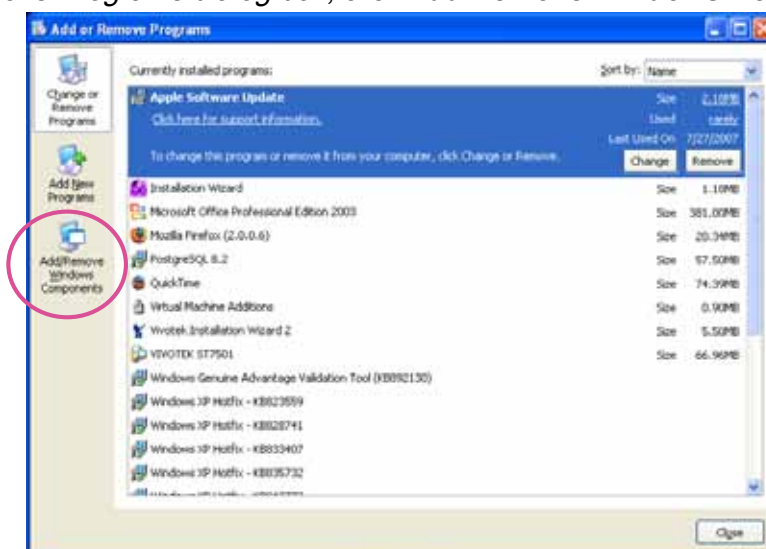 Add or Remove Programs
Currently installed programs:
Sort by: Name
Change or
Remove
Programs
Add New
Programs
Add/Remove
Windows
Components
Apple Software Update
Size 2.10MB
Click here for support information.
Used rarely
Last Used On 7/27/2007
To change this program or remove it from your computer, click Change or Remove.
Change Remove
Installation Wizard Size 1.10MB
Microsoft Office Professional Edition 2003 Size 381.00MB
Mozilla Firefox (2.0.0.6) Size 20.34MB
PostgreSQL 8.2 Size 57.50MB
QuickTime Size 74.39MB
Virtual Machine Additions Size 0.90MB
Vivotek Installation Wizard 2 Size 5.50MB
VIVOTEK ST7501 Size 66.96MB
Windows Genuine Advantage Validation Tool (KB892130)
Windows XP Hotfix - KB823559
Windows XP Hotfix - KB828741
Windows XP Hotfix - KB833407
Windows XP Hotfix - KB835732
Close